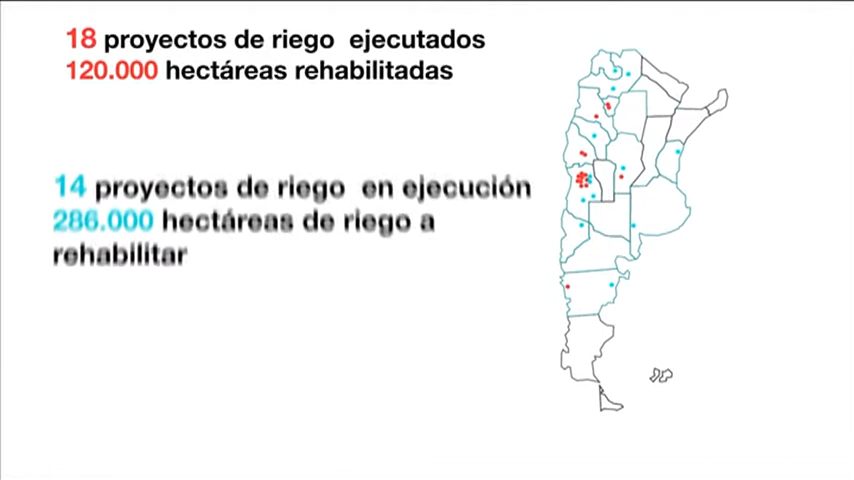 18 proyectos de riego ejecutados
120.000 hectáreas rehabilitadas
14 proyectos de riego en ejecución
286.000 hectáreas de riego a
rehabilitar